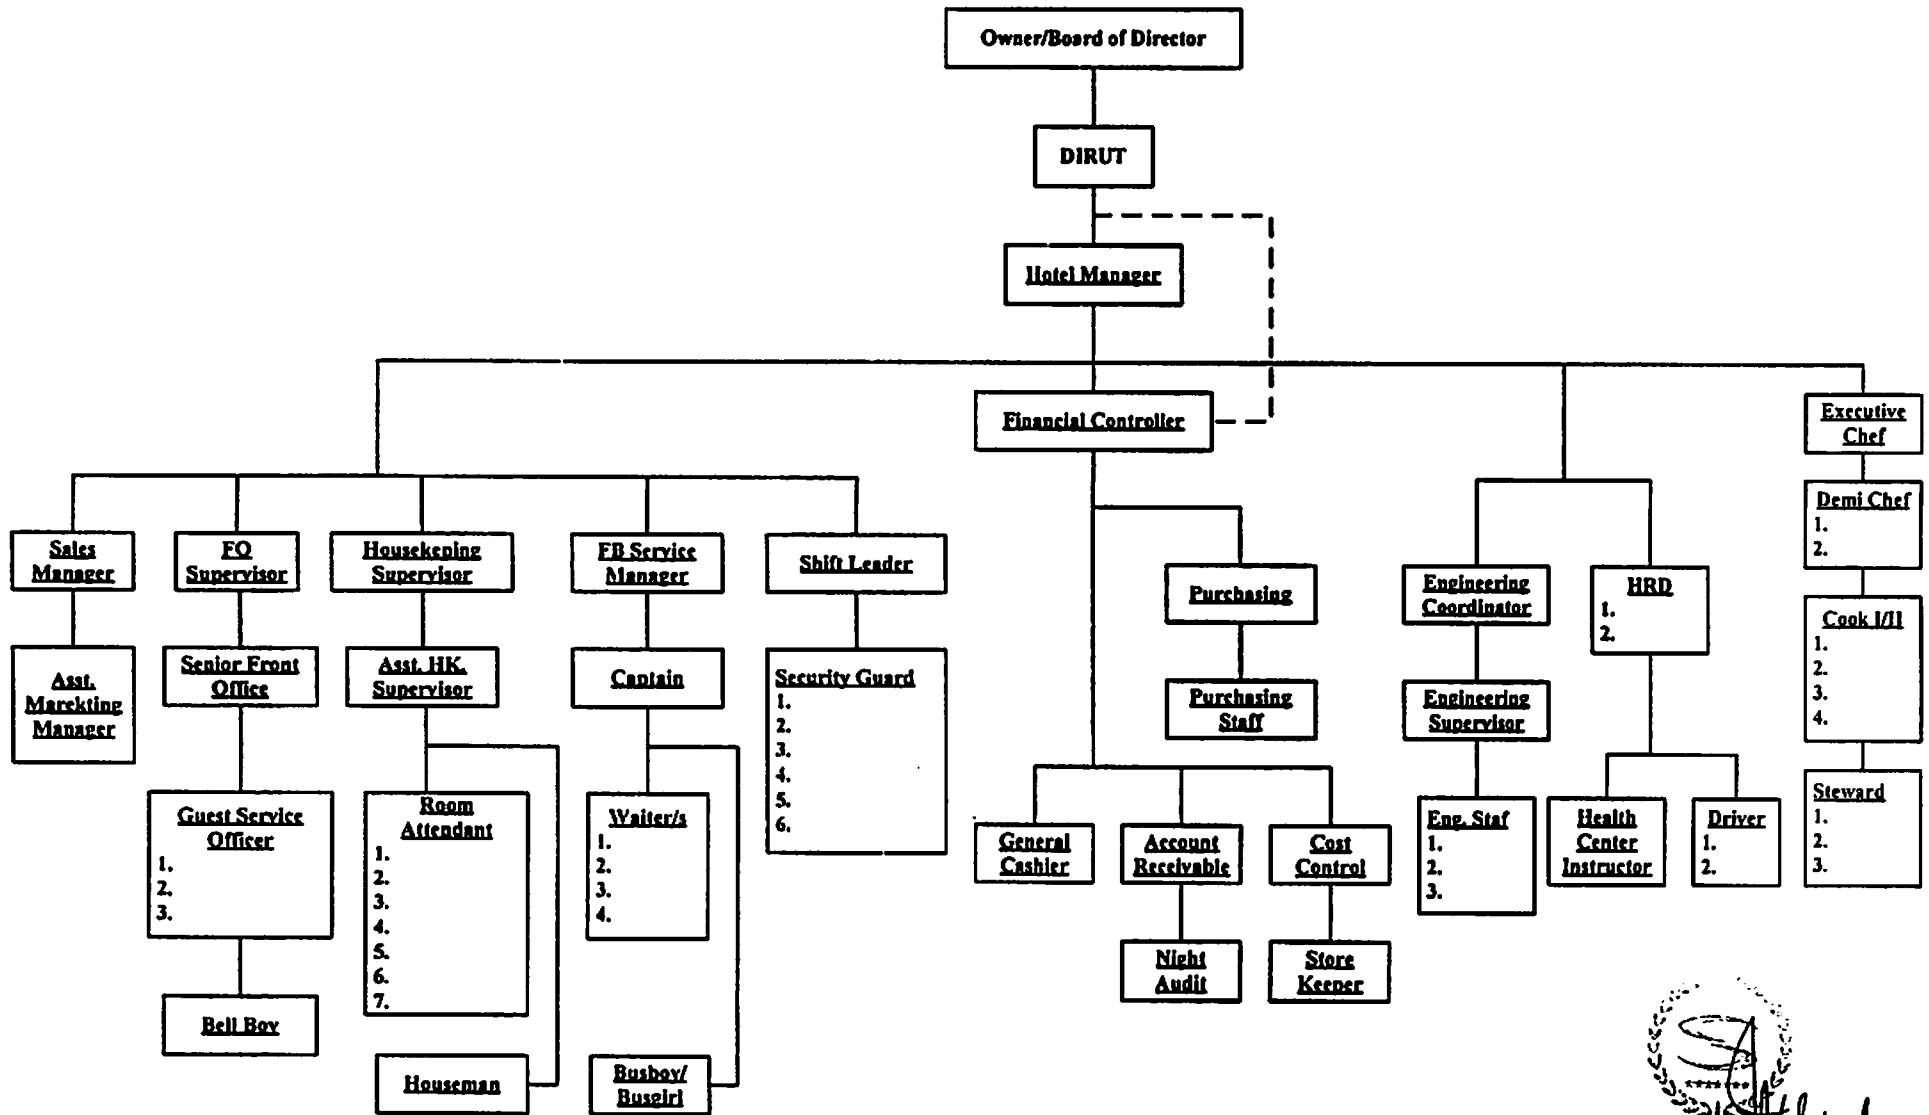 Owner/Board of Director
DIRUT
Hotel Manager
Financial Controller
Executive
Chef
Demi Chef
1.
2.
Sales
Manager
FO
Supervisor
Housekeping
Supervisor
FB Service
Manager
Shift Leader
Purchasing
Engineering
Coordinator
HRD
1.
2.
Cook I/II
1.
2.
3.
4.
Asst.
Marekting
Manager
Senior Front
Office
Asst. HK.
Supervisor
Captain
Security Guard
1.
2.
3.
4.
5.
6.
Purchasing
Staff
Engineering
Supervisor
Guest Service
Officer
1.
2.
3.
Room
Attendant
1.
2.
3.
4.
5.
6.
7.
Waiter/s
1.
2.
3.
4.
General
Cashier
Account
Receivable
Cost
Control
Eng. Staf
1.
2.
3.
Health
Center
Instructor
Driver
1.
2.
Steward
1.
2.
3.
Night
Audit
Store
Keeper
Bell Boy
Houseman
Busboy/
Busgirl